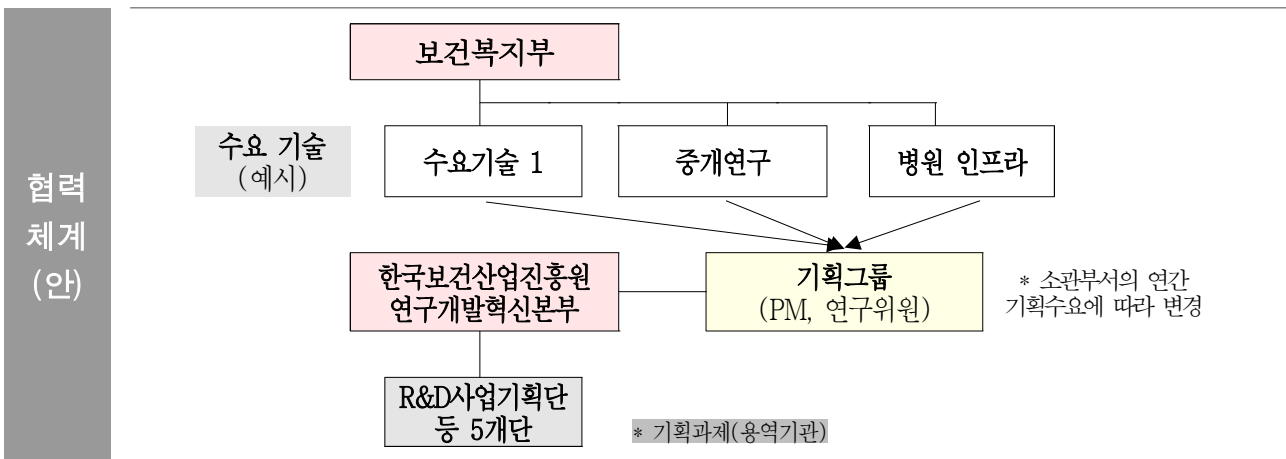 협력
체계
(안)
보건복지부
수요 기술
(예시)
수요기술 1
중개연구
병원 인프라
한국보건산업진흥원
연구개발혁신본부
기획그룹
(PM, 연구위원)
* 소관부서의 연간
기획수요에 따라 변경
R&D사업기획단
등 5개단
* 기획과제(용역기관)